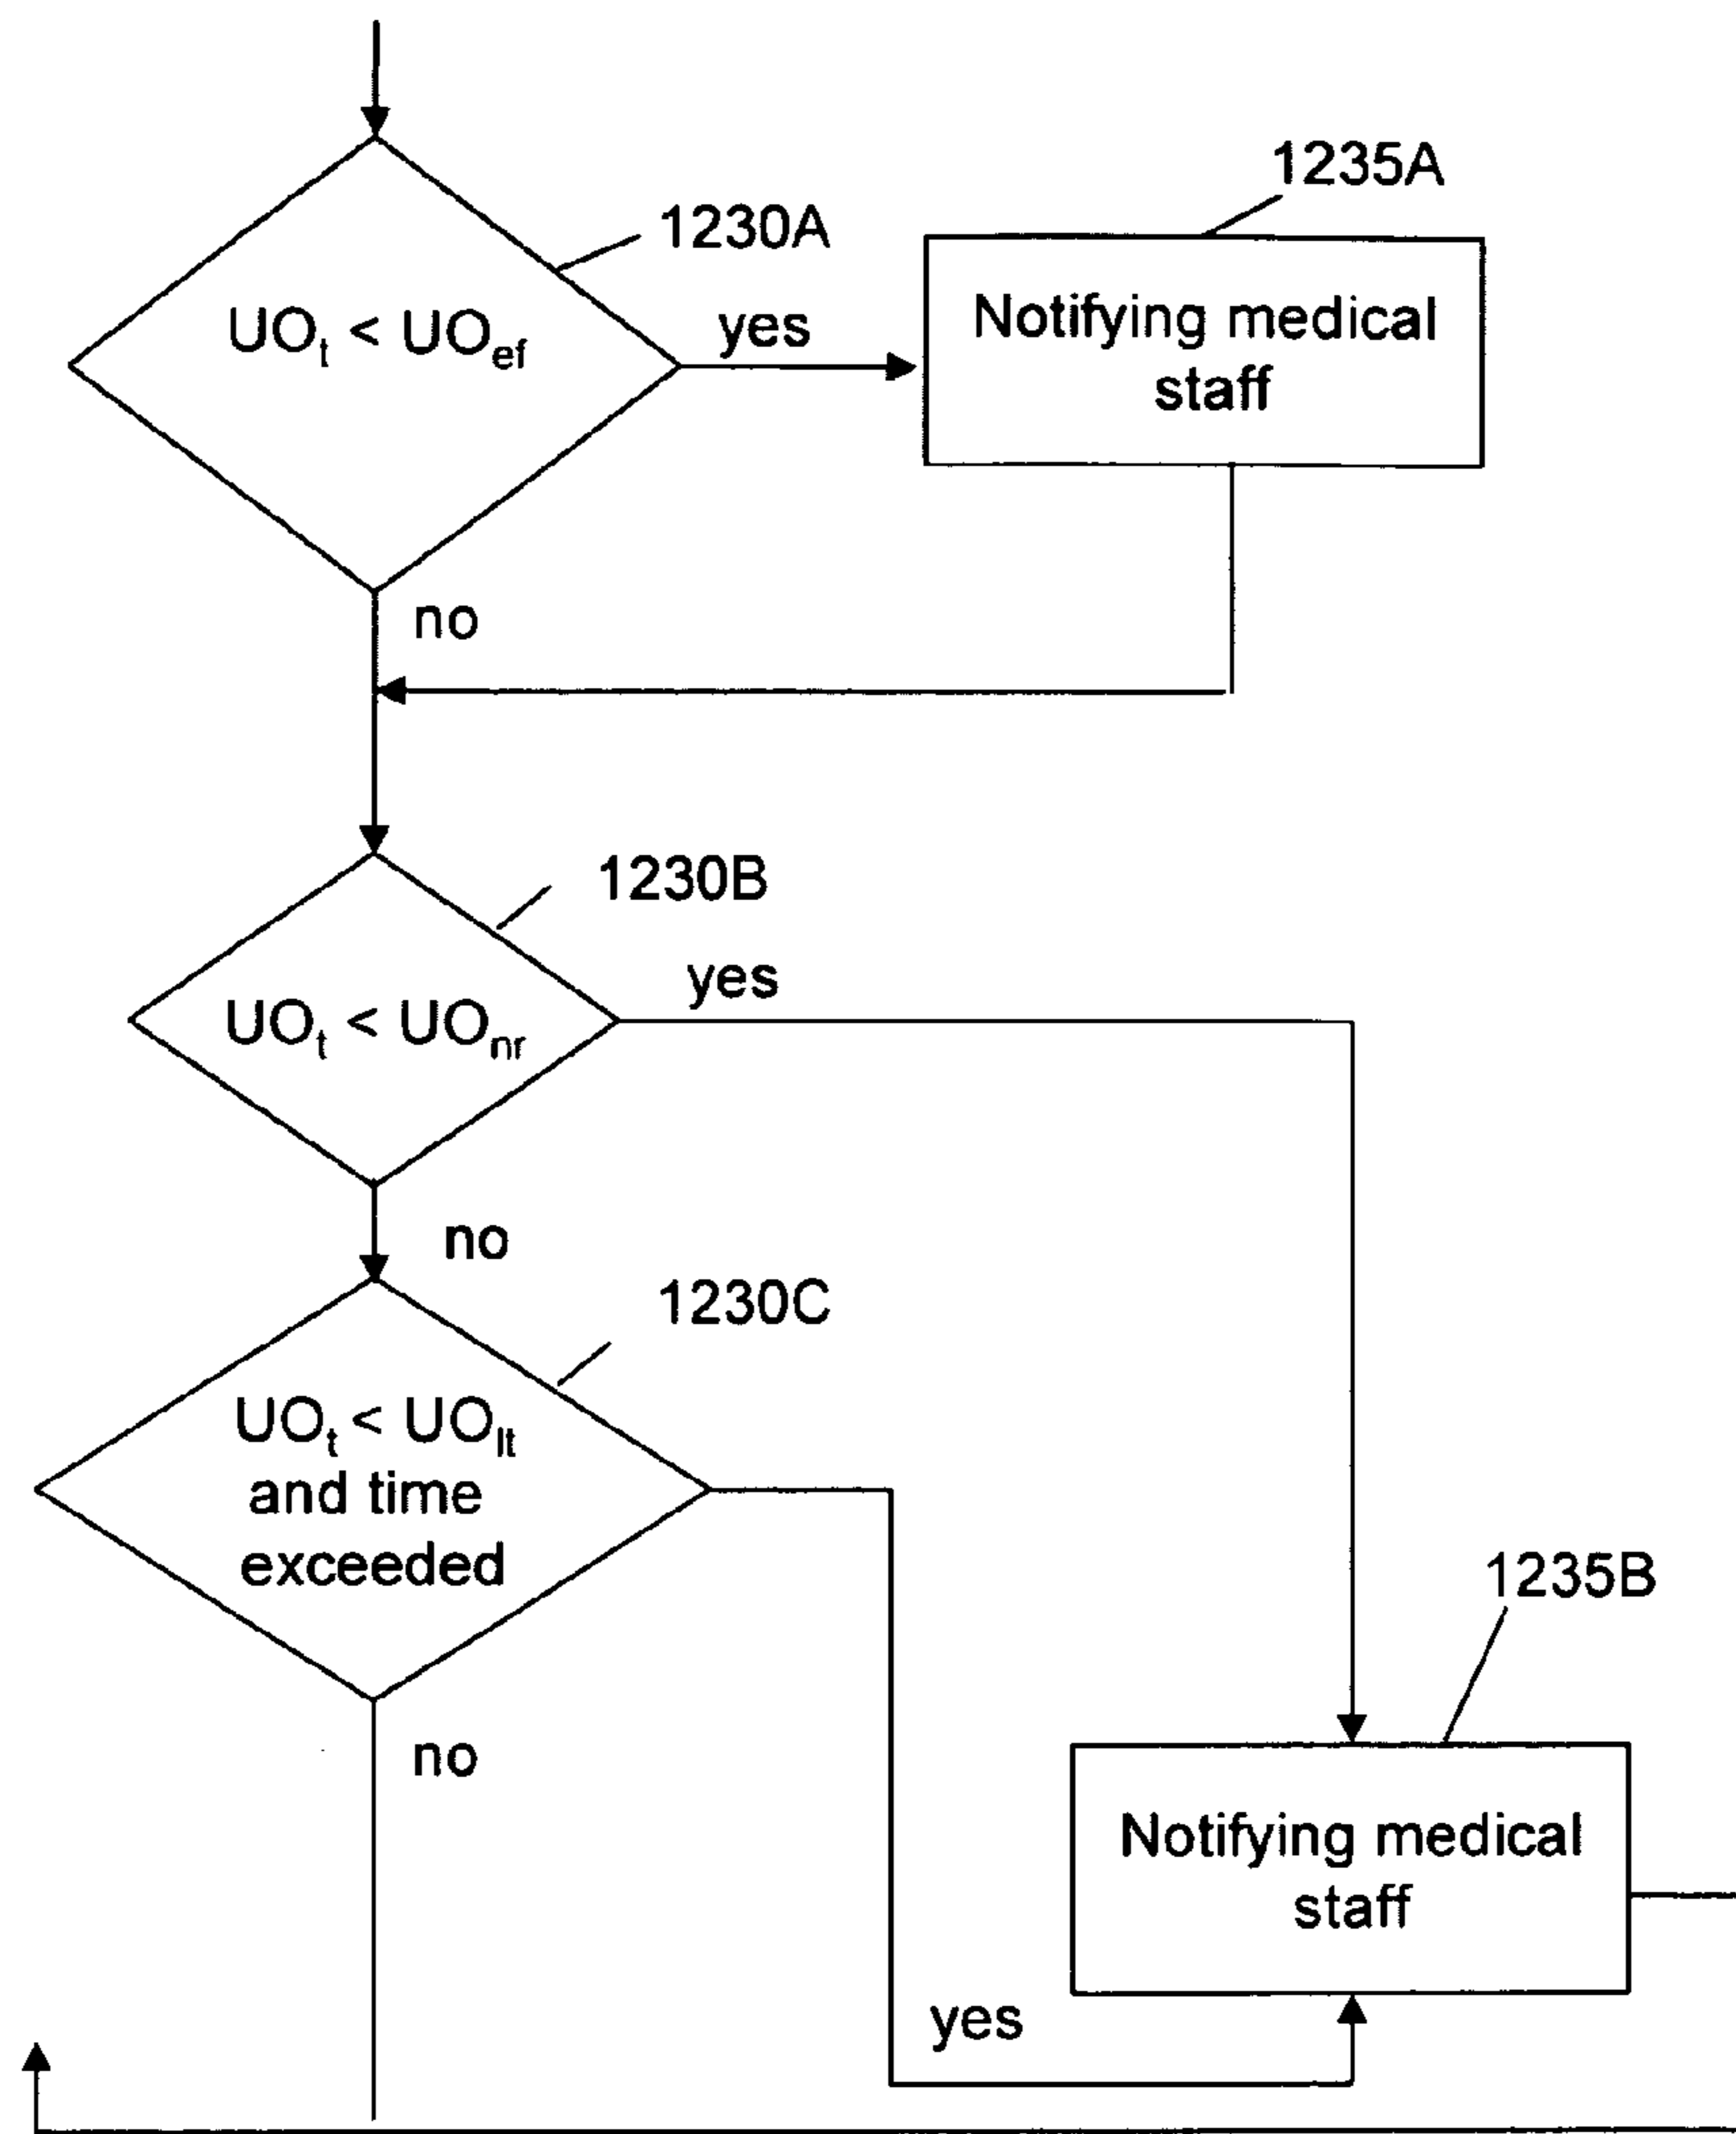 1235A
1230A
UOt < UOef
yes
Notifying medical
staff
no
1230B
yes
UOt < UOnr
no
1230C
UOt < UOlt
and time
exceeded
1235B
no
Notifying medical
staff
yes